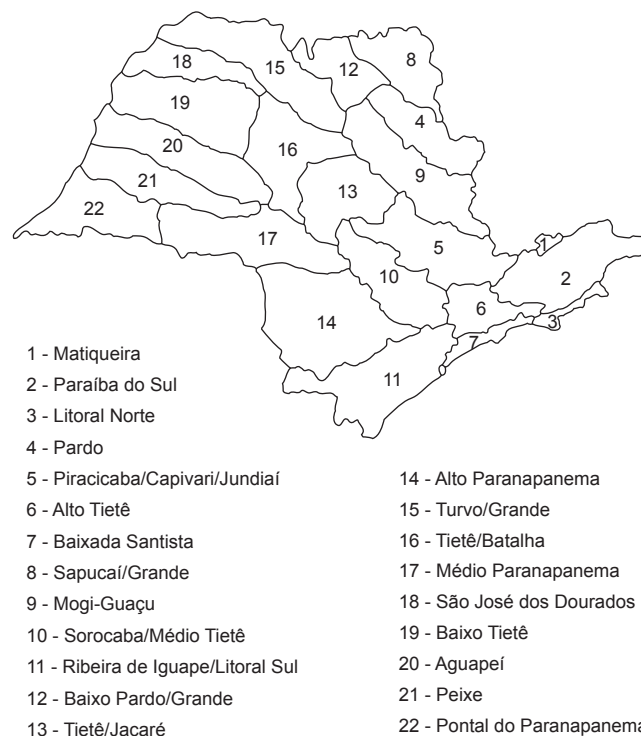 18
15
12
8
19
4
20
16
9
21
13
22
17
5
1
10
2
6
3
14
7
11
1 - Matiqueira
2 - Paraíba do Sul
3 - Litoral Norte
4 - Pardo
5 - Piracicaba/Capivari/Jundiaí
6 - Alto Tietê
7 - Baixada Santista
8 - Sapucaí/Grande
9 - Mogi-Guaçu
10 - Sorocaba/Médio Tietê
11 - Ribeira de Iguape/Litoral Sul
12 - Baixo Pardo/Grande
13 - Tietê/Jacaré
14 - Alto Paranapanema
15 - Turvo/Grande
16 - Tietê/Batalha
17 - Médio Paranapanema
18 - São José dos Dourados
19 - Baixo Tietê
20 - Aguapeí
21 - Peixe
22 - Pontal do Paranapanema